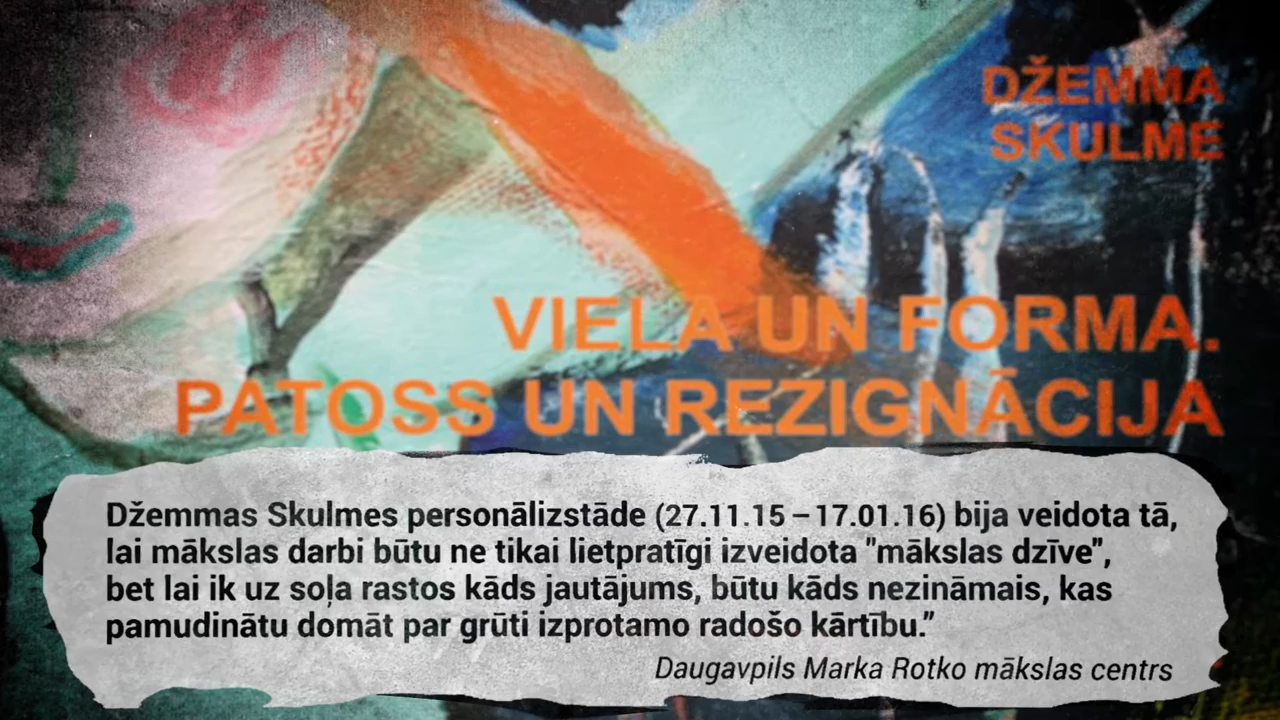 DŽEMMA
SKULME
VIELA UN FORMA.
PATOSS UN REZIGNĀCIJA
Džemmas Skulmes personālizstāde (27.11.15 – 17.01.16) bija veidota tā,
lai mākslas darbi būtu ne tikai lietpratīgi izveidota "mākslas dzīve",
bet lai ik uz soļa rastos kāds jautājums, būtu kāds nezināmais, kas
pamudinātu domāt par grūti izprotamo radošo kārtību.”
Daugavpils Marka Rotko mākslas centrs